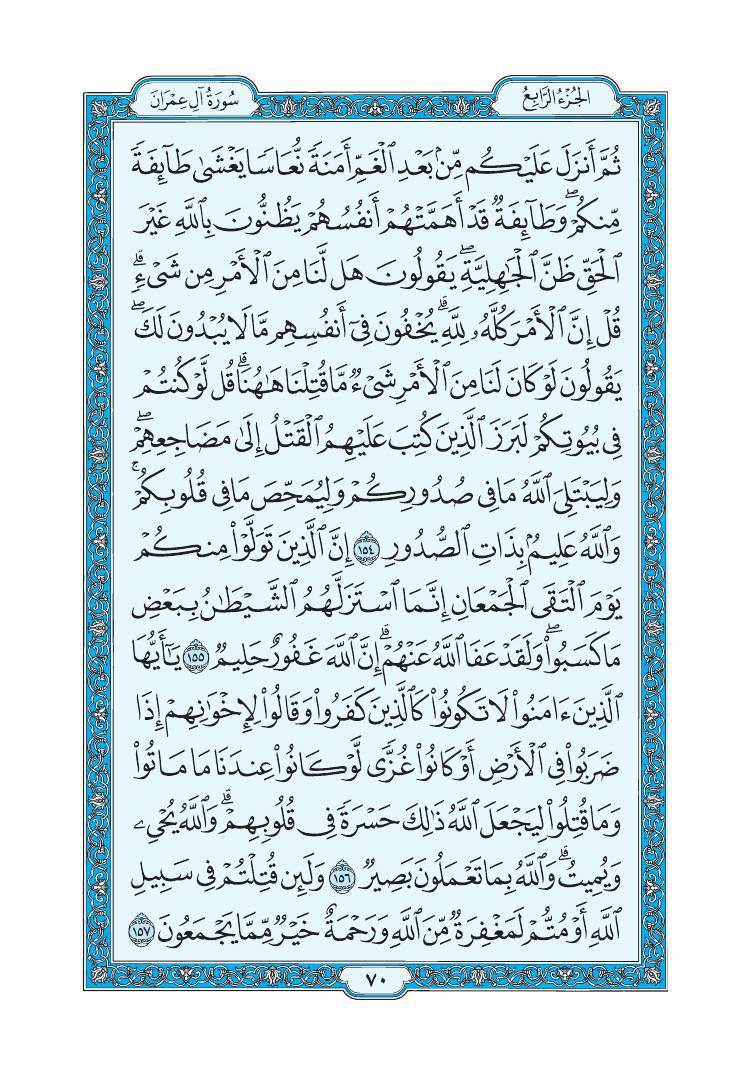 الجُزْءُ الرَّابِعُ
سُورَةُ آلِ عِمْرَانَ
ثُمَّ أَنزَلَ عَلَيْكُم مِّنۢ بَعْدِ ٱلْغَمِّ أَمَنَةً نُّعَاسًا يَغْشَىٰ طَآئِفَةً
مِّنكُمْۖ وَطَآئِفَةٌ قَدْ أَهَمَّتْهُمْ أَنفُسُهُمْ يَظُنُّونَ بِٱللَّهِ غَيْرَ
ٱلْحَقِّ ظَنَّ ٱلْجَٰهِلِيَّةِۖ يَقُولُونَ هَل لَّنَا مِنَ ٱلْأَمْرِ مِن شَىْءٍۗ
قُلْ إِنَّ ٱلْأَمْرَ كُلَّهُۥ لِلَّهِۗ يُخْفُونَ فِىٓ أَنفُسِهِم مَّا لَا يُبْدُونَ لَكَۖ
يَقُولُونَ لَوْ كَانَ لَنَا مِنَ ٱلْأَمْرِ شَىْءٌ مَّا قُتِلْنَا هَٰهُنَاۗ قُل لَّوْ كُنتُمْ
فِى بُيُوتِكُمْ لَبَرَزَ ٱلَّذِينَ كُتِبَ عَلَيْهِمُ ٱلْقَتْلُ إِلَىٰ مَضَاجِعِهِمْۖ
وَلِيَبْتَلِىَ ٱللَّهُ مَا فِى صُدُورِكُمْ وَلِيُمَحِّصَ مَا فِى قُلُوبِكُمْۚ
وَٱللَّهُ عَلِيمٌۢ بِذَاتِ ٱلصُّدُورِ ١٥٤ إِنَّ ٱلَّذِينَ تَوَلَّوْا۟ مِنكُمْ
يَوْمَ ٱلْتَقَى ٱلْجَمْعَانِ إِنَّمَا ٱسْتَزَلَّهُمُ ٱلشَّيْطَٰنُ بِبَعْضِ
مَا كَسَبُوا۟ۖ وَلَقَدْ عَفَا ٱللَّهُ عَنْهُمْۗ إِنَّ ٱللَّهَ غَفُورٌ حَلِيمٌ ١٥٥ يَٰٓأَيُّهَا
ٱلَّذِينَ ءَامَنُوا۟ لَا تَكُونُوا۟ كَٱلَّذِينَ كَفَرُوا۟ وَقَالُوا۟ لِإِخْوَٰنِهِمْ إِذَا
ضَرَبُوا۟ فِى ٱلْأَرْضِ أَوْ كَانُوا۟ غُزًّى لَّوْ كَانُوا۟ عِندَنَا مَا مَاتُوا۟
وَمَا قُتِلُوا۟ لِيَجْعَلَ ٱللَّهُ ذَٰلِكَ حَسْرَةً فِى قُلُوبِهِمْۗ وَٱللَّهُ يُحْىِۦ
وَيُمِيتُۗ وَٱللَّهُ بِمَا تَعْمَلُونَ بَصِيرٌ ١٥٦ وَلَئِن قُتِلْتُمْ فِى سَبِيلِ
ٱللَّهِ أَوْ مُتُّمْ لَمَغْفِرَةٌ مِّنَ ٱللَّهِ وَرَحْمَةٌ خَيْرٌ مِّمَّا يَجْمَعُونَ ١٥٧
٧٠